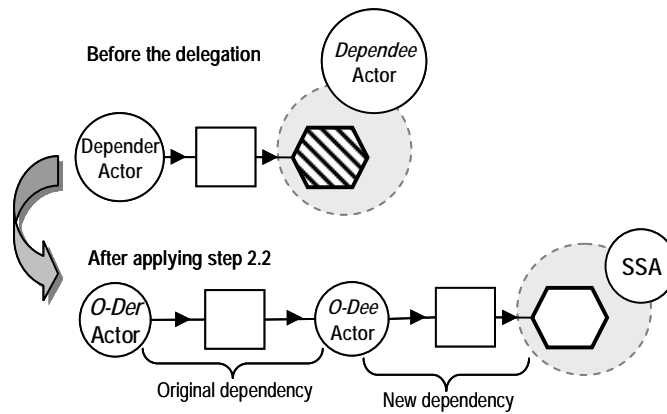 Before the delegation
Dependee
Actor
Depender
Actor
After applying step 2.2
SSA
O-Der
Actor
O-Dee
Actor
Original dependency
New dependency